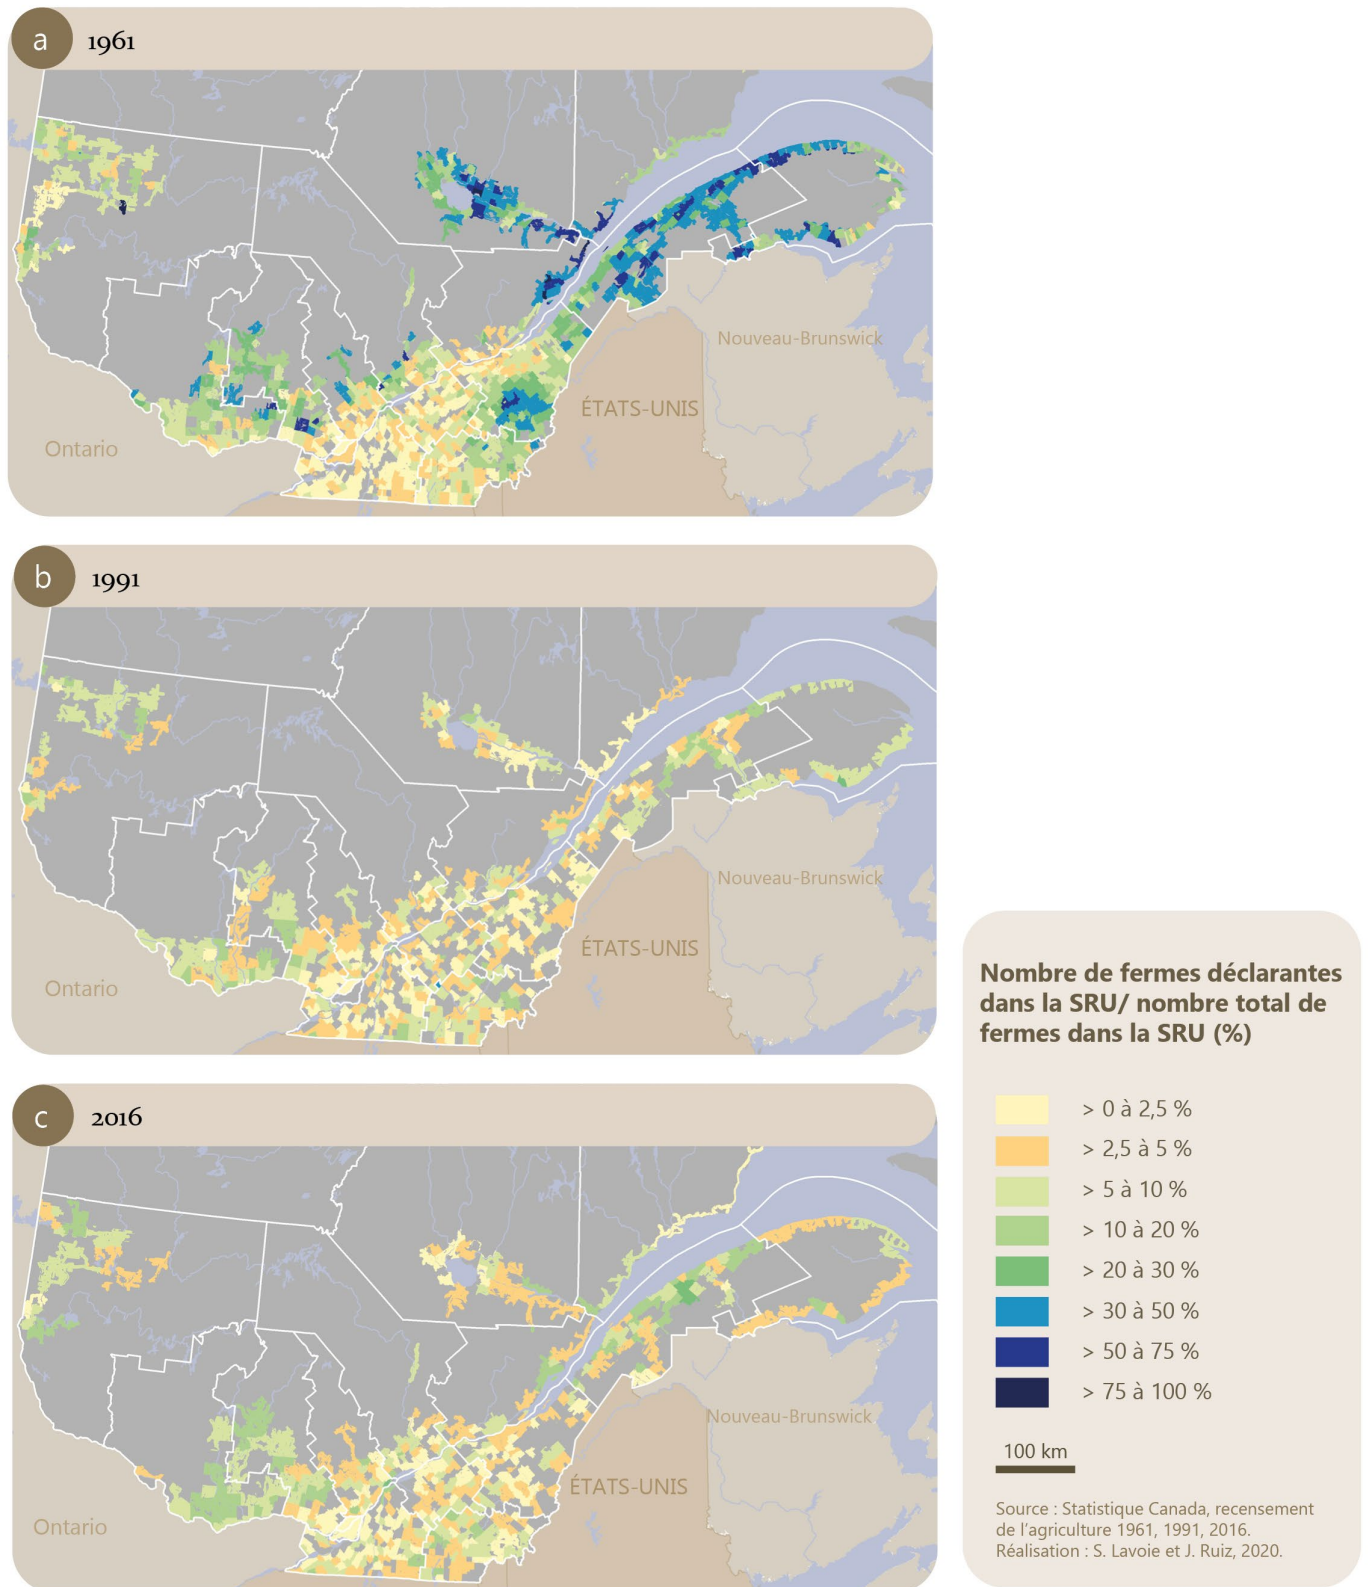 a
1961
Nouveau-Brunswick
ÉTATS-UNIS
Ontario
b
1991
Nouveau-Brunswick
ÉTATS-UNIS
Ontario
c
2016
Nouveau-Brunswick
ÉTATS-UNIS
Ontario
Nombre de fermes déclarantes
dans la SRU/ nombre total de
fermes dans la SRU (%)
> 0 à 2,5 %
> 2,5 à 5 %
> 5 à 10 %
> 10 à 20 %
> 20 à 30 %
> 30 à 50 %
> 50 à 75 %
> 75 à 100 %
100 km
Source : Statistique Canada, recensement
de l'agriculture 1961, 1991, 2016.
Réalisation : S. Lavoie et J. Ruiz, 2020.